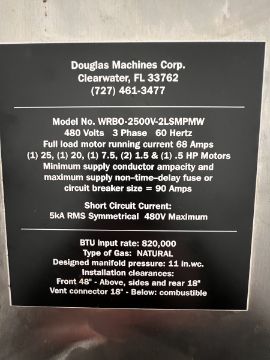 Douglas Machines Corp.
Clearwater, FL 33762
(727) 461-3477
Model No. WRBO-2500V-2LSMPMW
480 Volts 3 Phase 60 Hertz
Full load motor running current 68 Amps
(1) 25, (1) 20, (1) 7.5, (2) 1.5 & (1) .5 HP Motors
Minimum supply conductor ampacity and
maximum supply non-time-delay fuse or
circuit breaker size = 90 Amps
Short Circuit Current:
5kA RMS Symmetrical 480V Maximum
BTU input rate: 820,000
Type of Gas: NATURAL
Designed manifold pressure: 11 in.wc.
Installation clearances:
Front 48" - Above, sides and rear 18"
Vent connector 18" - Below: combustible